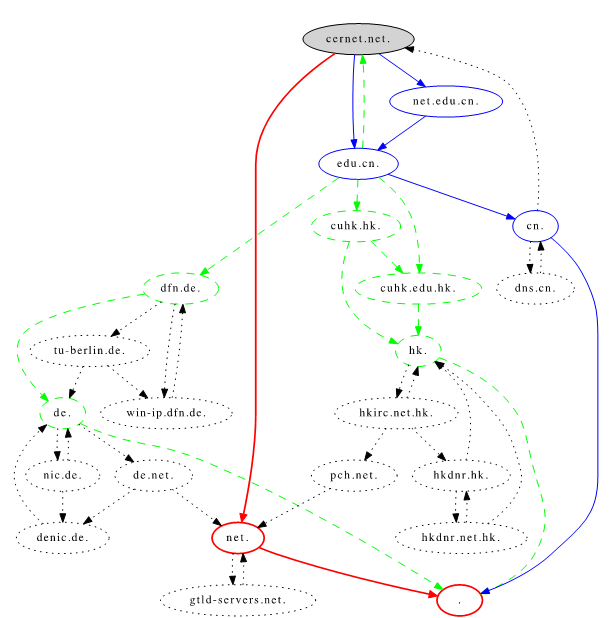 cernet.net.
net.edu.cn.
edu.cn.
cuhk.hk.
cn.
dfn.de.
cuhk.edu.hk.
dns.cn.
tu-berlin.de.
hk.
de.
win-ip.dfn.de.
hkirc.net.hk.
nic.de.
de.net.
pch.net.
hkdnr.hk.
denic.de.
net.
hkdnr.net.hk.
gtld-servers.net.
.